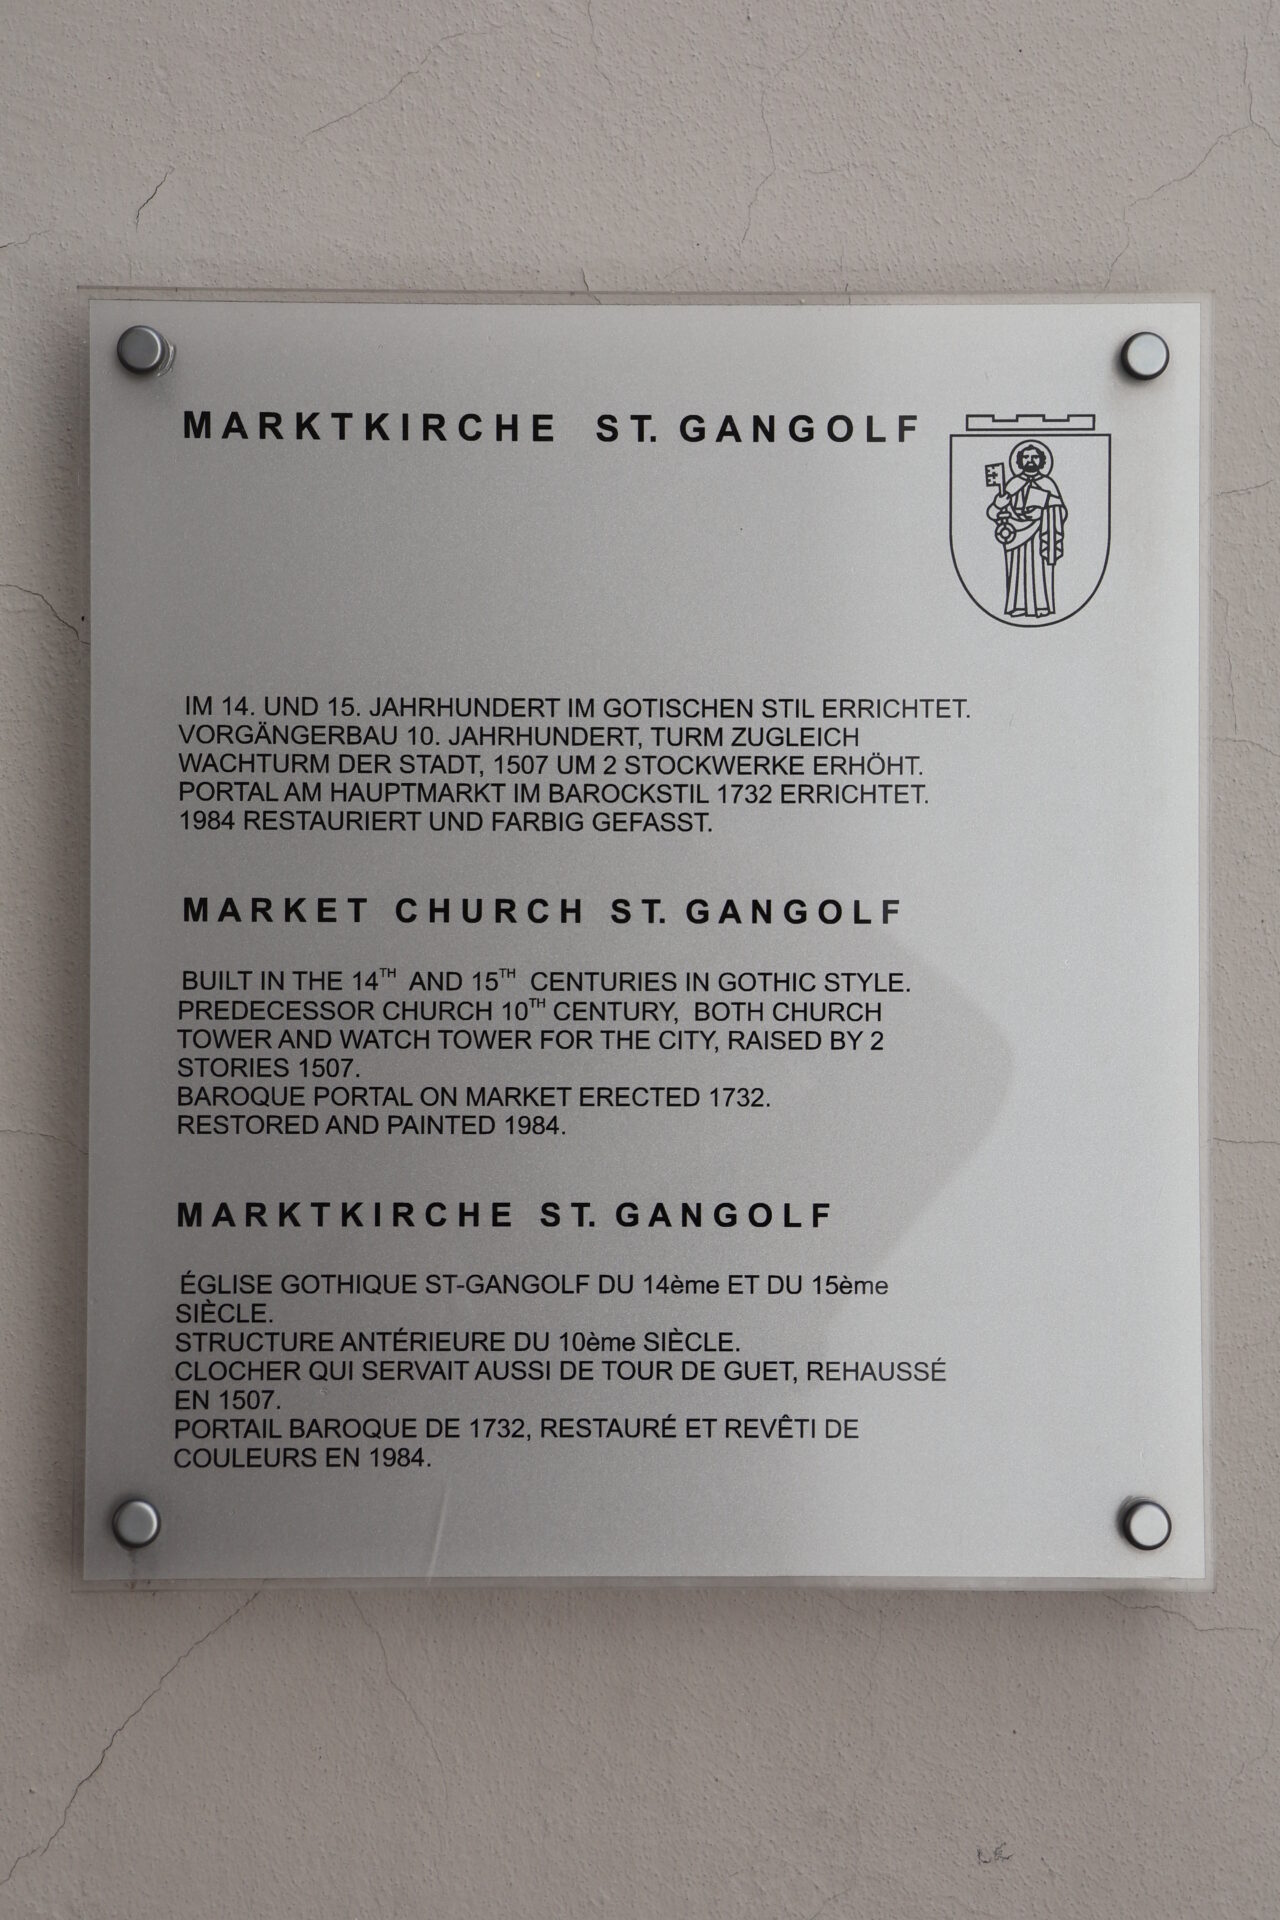 MARKTKIRCHE ST. GANGOLF
IM 14. UND 15. JAHRHUNDERT IM GOTISCHEN STIL ERRICHTET.
VORGÄNGERBAU 10. JAHRHUNDERT, TURM ZUGLEICH
WACHTURM DER STADT, 1507 UM 2 STOCKWERKE ERHÖHT.
PORTAL AM HAUPTMARKT IM BAROCKSTIL 1732 ERRICHTET.
1984 RESTAURIERT UND FARBIG GEFASST.
MARKET CHURCH ST. GANGOLF
BUILT IN THE 14TH AND 15TH CENTURIES IN GOTHIC STYLE.
PREDECESSOR CHURCH 10TH CENTURY, BOTH CHURCH
TOWER AND WATCH TOWER FOR THE CITY, RAISED BY 2
STORIES 1507.
BAROQUE PORTAL ON MARKET ERECTED 1732.
RESTORED AND PAINTED 1984.
MARKTKIRCHE ST. GANGOLF
ÉGLISE GOTHIQUE ST-GANGOLF DU 14ème ET DU 15ème
SIÈCLE.
STRUCTURE ANTÉRIEURE DU 10ème SIÈCLE.
CLOCHER QUI SERVAIT AUSSI DE TOUR DE GUET, REHAUSSÉ
EN 1507.
PORTAIL BAROQUE DE 1732, RESTAURÉ ET REVÊTI DE
COULEURS EN 1984.